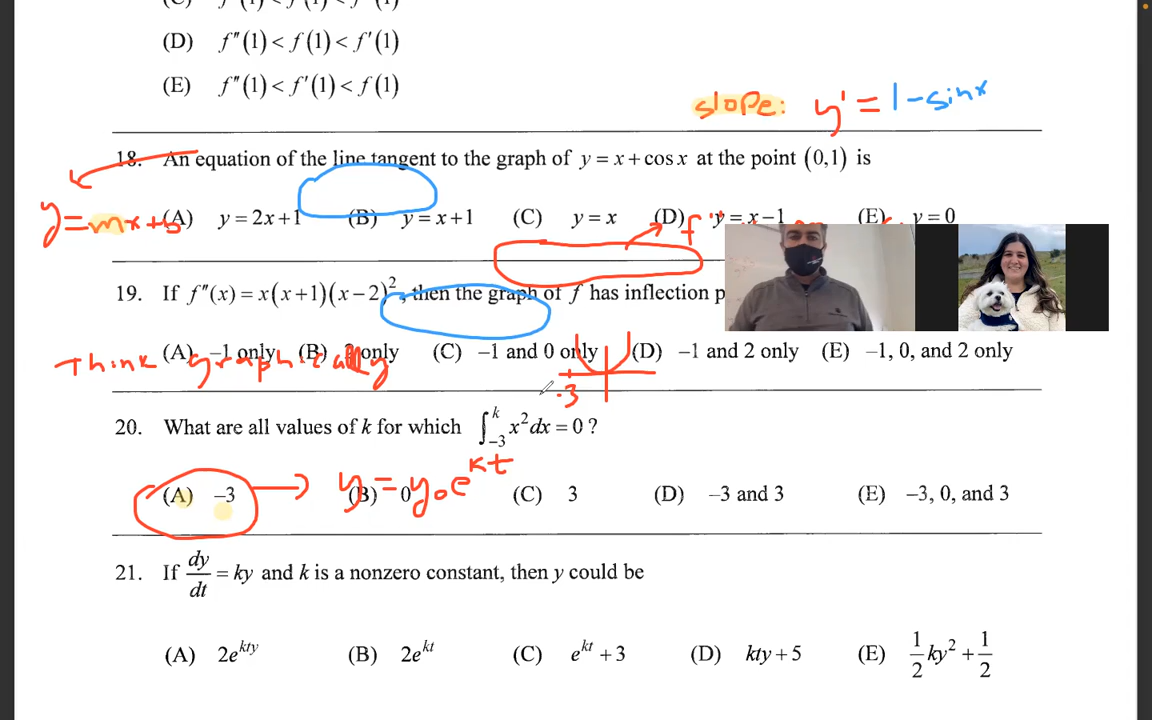 (D) f″(1) < f(1) < f′(1)
(E) f″(1) < f′(1) < f(1)
slope: y' = 1 - sinx
18. An equation of the line tangent to the graph of y = x + cos x at the point (0,1) is
y = mx + b
(A) y = 2x + 1 (B) y = x + 1 (C) y = x (D) y = x − 1 (E) y = 0
f"
19. If f″(x) = x(x+1)(x−2)², then the graph of f has inflection p
(A) −1 only (B) only (C) −1 and 0 only (D) −1 and 2 only (E) −1, 0, and 2 only
Think graphically
-3
20. What are all values of k for which ∫₋₃ᵏ x² dx = 0 ?
(A) −3 (B) 0 (C) 3 (D) −3 and 3 (E) −3, 0, and 3
y = y₀e^kt
21. If dy/dt = ky and k is a nonzero constant, then y could be
(A) 2e^kty (B) 2e^kt (C) e^kt + 3 (D) kty + 5 (E) 1/2 ky² + 1/2